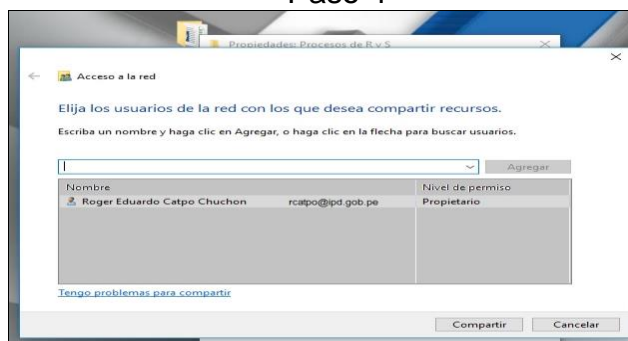 Propiedades: Procesos de R y S
Acceso a la red
Elija los usuarios de la red con los que desea compartir recursos.
Escriba un nombre y haga clic en Agregar, o haga clic en la flecha para buscar usuarios.
Agregar
Nombre Nivel de permiso
Roger Eduardo Catpo Chuchon rcatpo@ipd.gob.pe Propietario
Tengo problemas para compartir
Compartir Cancelar